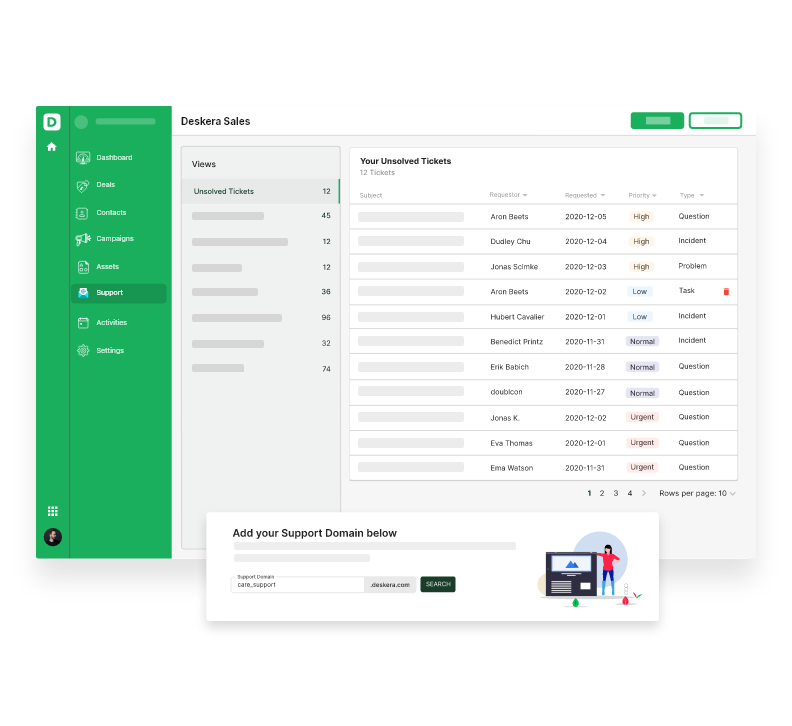 D
Deskera Sales
Dashboard
Deals
Contacts
Campaigns
Assets
Support
Activities
Settings
Views
Unsolved Tickets 12
45
12
12
36
96
32
74
Your Unsolved Tickets
12 Tickets
Subject Requestor Requested Priority Type
Aron Beets 2020-12-05 High Question
Dudley Chu 2020-12-04 High Incident
Jonas Scimke 2020-12-03 High Problem
Aron Beets 2020-12-02 Low Task
Hubert Cavalier 2020-12-01 Low Incident
Benedict Printz 2020-11-31 Normal Incident
Erik Babich 2020-11-28 Normal Question
doublcon 2020-11-27 Normal Question
Jonas K. 2020-12-02 Urgent Question
Eva Thomas 2020-12-01 Urgent Question
Ema Watson 2020-11-31 Urgent Question
1 2 3 4 Rows per page: 10
Add your Support Domain below
Support Domain
care_support .deskera.com SEARCH